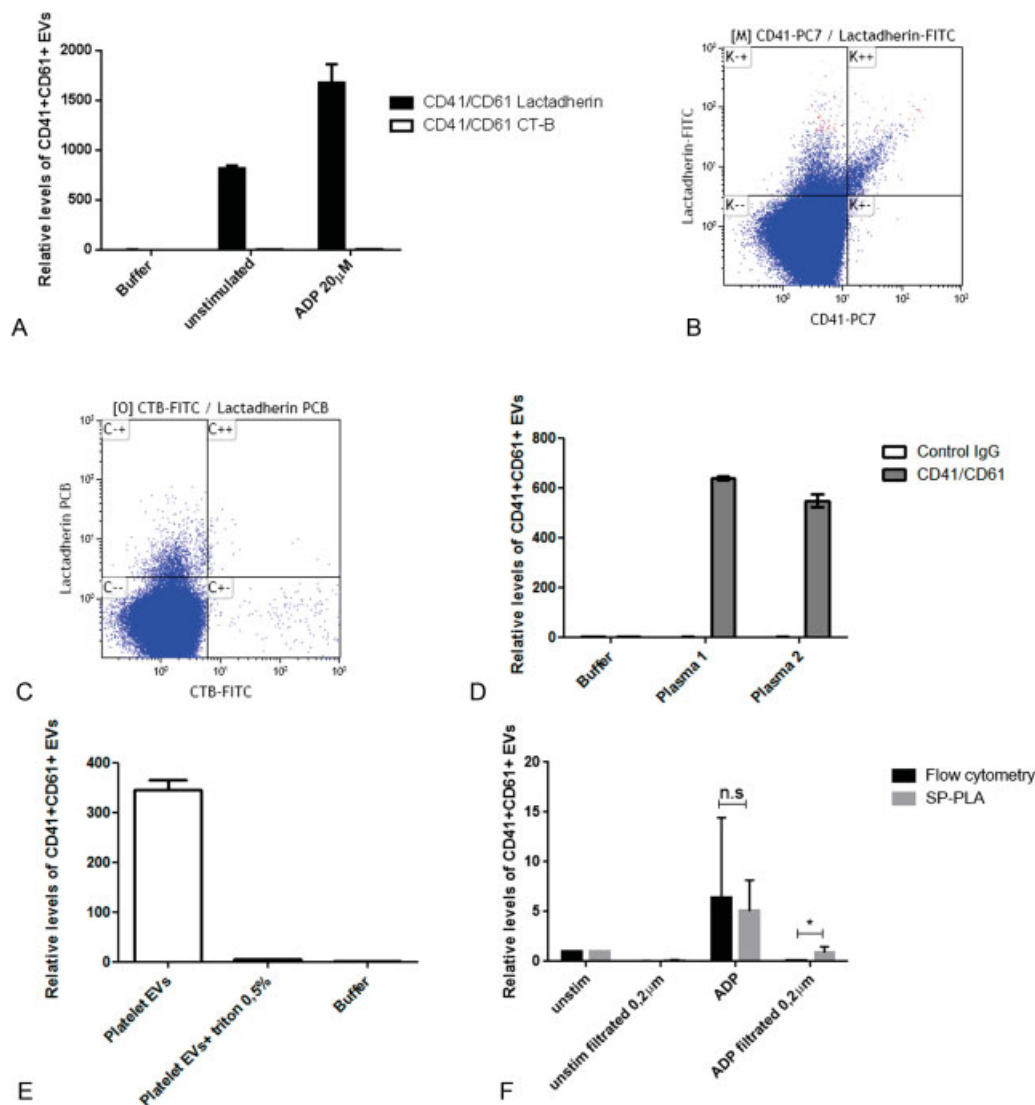 Relative levels of CD41+CD61+ EVs
2000
1500
1000
500
0
Buffer
unstimulated
ADP 20µM
CD41/CD61 Lactadherin
CD41/CD61 CT-B
A
[M] CD41-PC7 / Lactadherin-FITC
K-+
K++
K--
K+-
Lactadherin-FITC
CD41-PC7
B
[O] CTB-FITC / Lactadherin PCB
C-+
C++
C--
C+-
Lactadherin PCB
CTB-FITC
C
Relative levels of CD41+CD61+ EVs
800
600
400
200
0
Buffer
Plasma 1
Plasma 2
Control IgG
CD41/CD61
D
Relative levels of CD41+CD61+ EVs
400
300
200
100
0
Platelet EVs
Platelet EVs+ triton 0,5%
Buffer
E
Relative levels of CD41+CD61+ EVs
20
15
10
5
0
n.s
*
unstim
unstim filtrated 0,2µm
ADP
ADP filtrated 0,2µm
Flow cytometry
SP-PLA
F